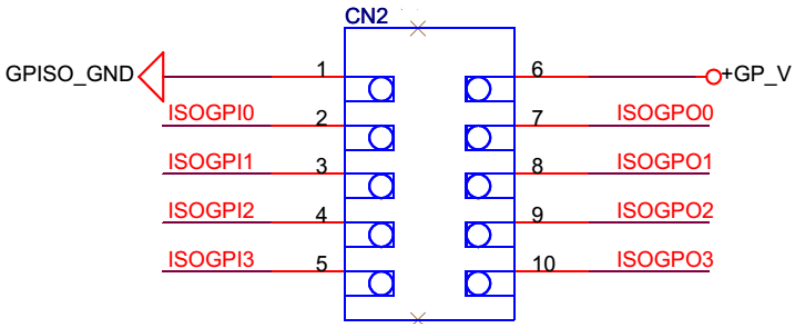 CN2
GPISO_GND 1 6 +GP_V
ISOGPI0 2 7 ISOGPO0
ISOGPI1 3 8 ISOGPO1
ISOGPI2 4 9 ISOGPO2
ISOGPI3 5 10 ISOGPO3